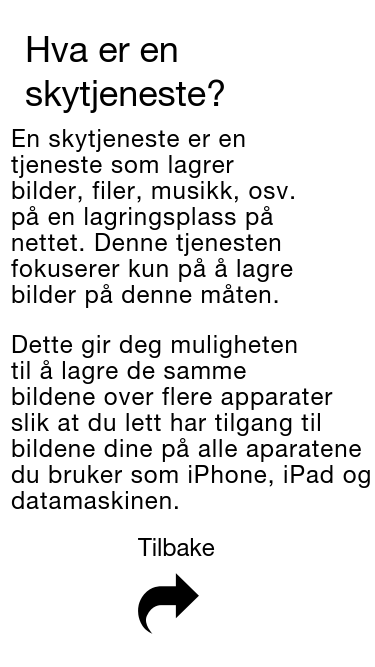 Hva er en
skytjeneste?
En skytjeneste er en
tjeneste som lagrer
bilder, filer, musikk, osv.
på en lagringsplass på
nettet. Denne tjenesten
fokuserer kun på å lagre
bilder på denne måten.
Dette gir deg muligheten
til å lagre de samme
bildene over flere apparater
slik at du lett har tilgang til
bildene dine på alle aparatene
du bruker som iPhone, iPad og
datamaskinen.
Tilbake